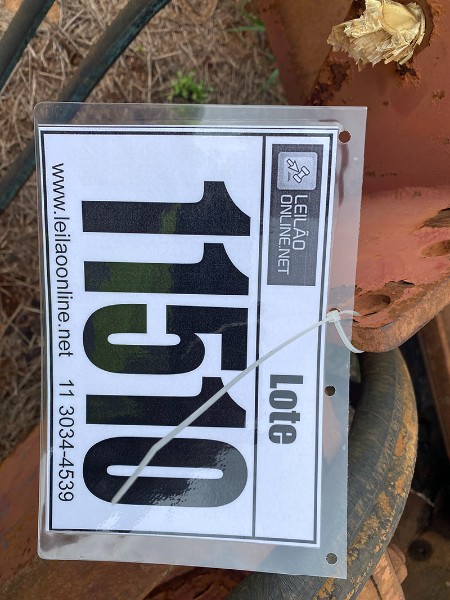 LEILÃO
ONLINE.NET
Lote
11510
www.leilaoonline.net 11 3034-4539